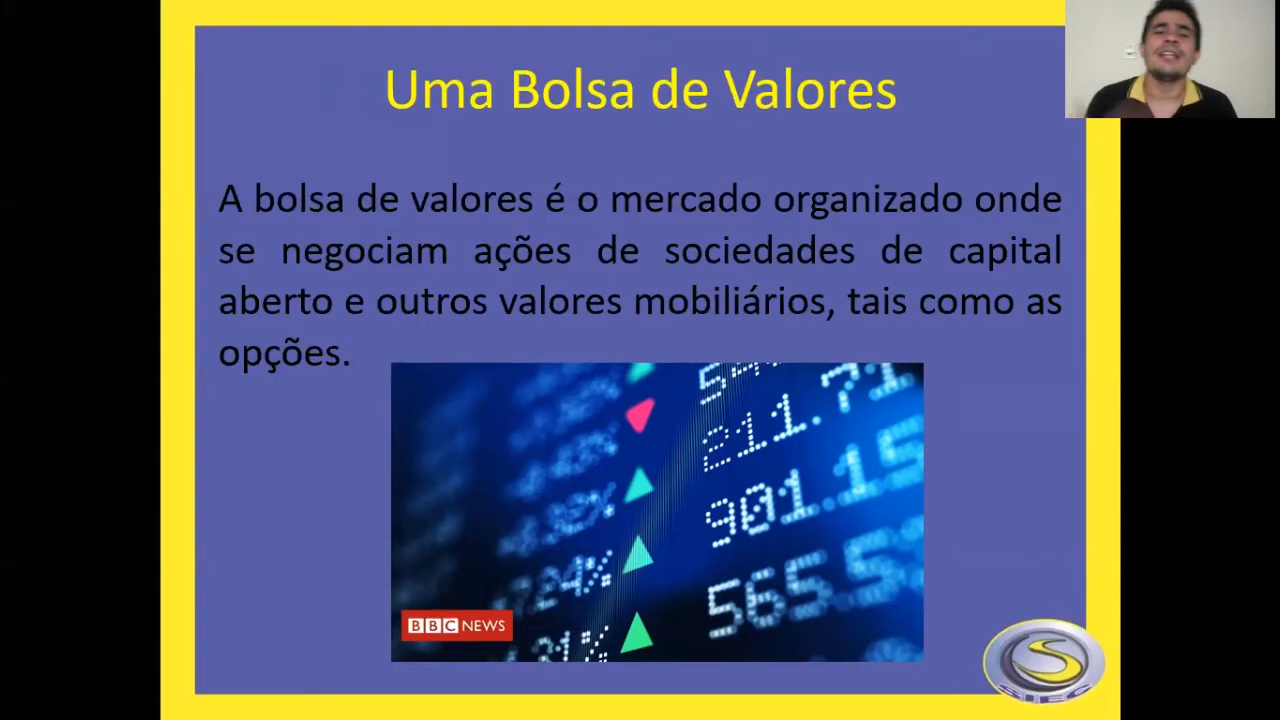 Uma Bolsa de Valores
A bolsa de valores é o mercado organizado onde
se negociam ações de sociedades de capital
aberto e outros valores mobiliários, tais como as
opções.
211.71
901.15
565.5
BBC NEWS
SIEC